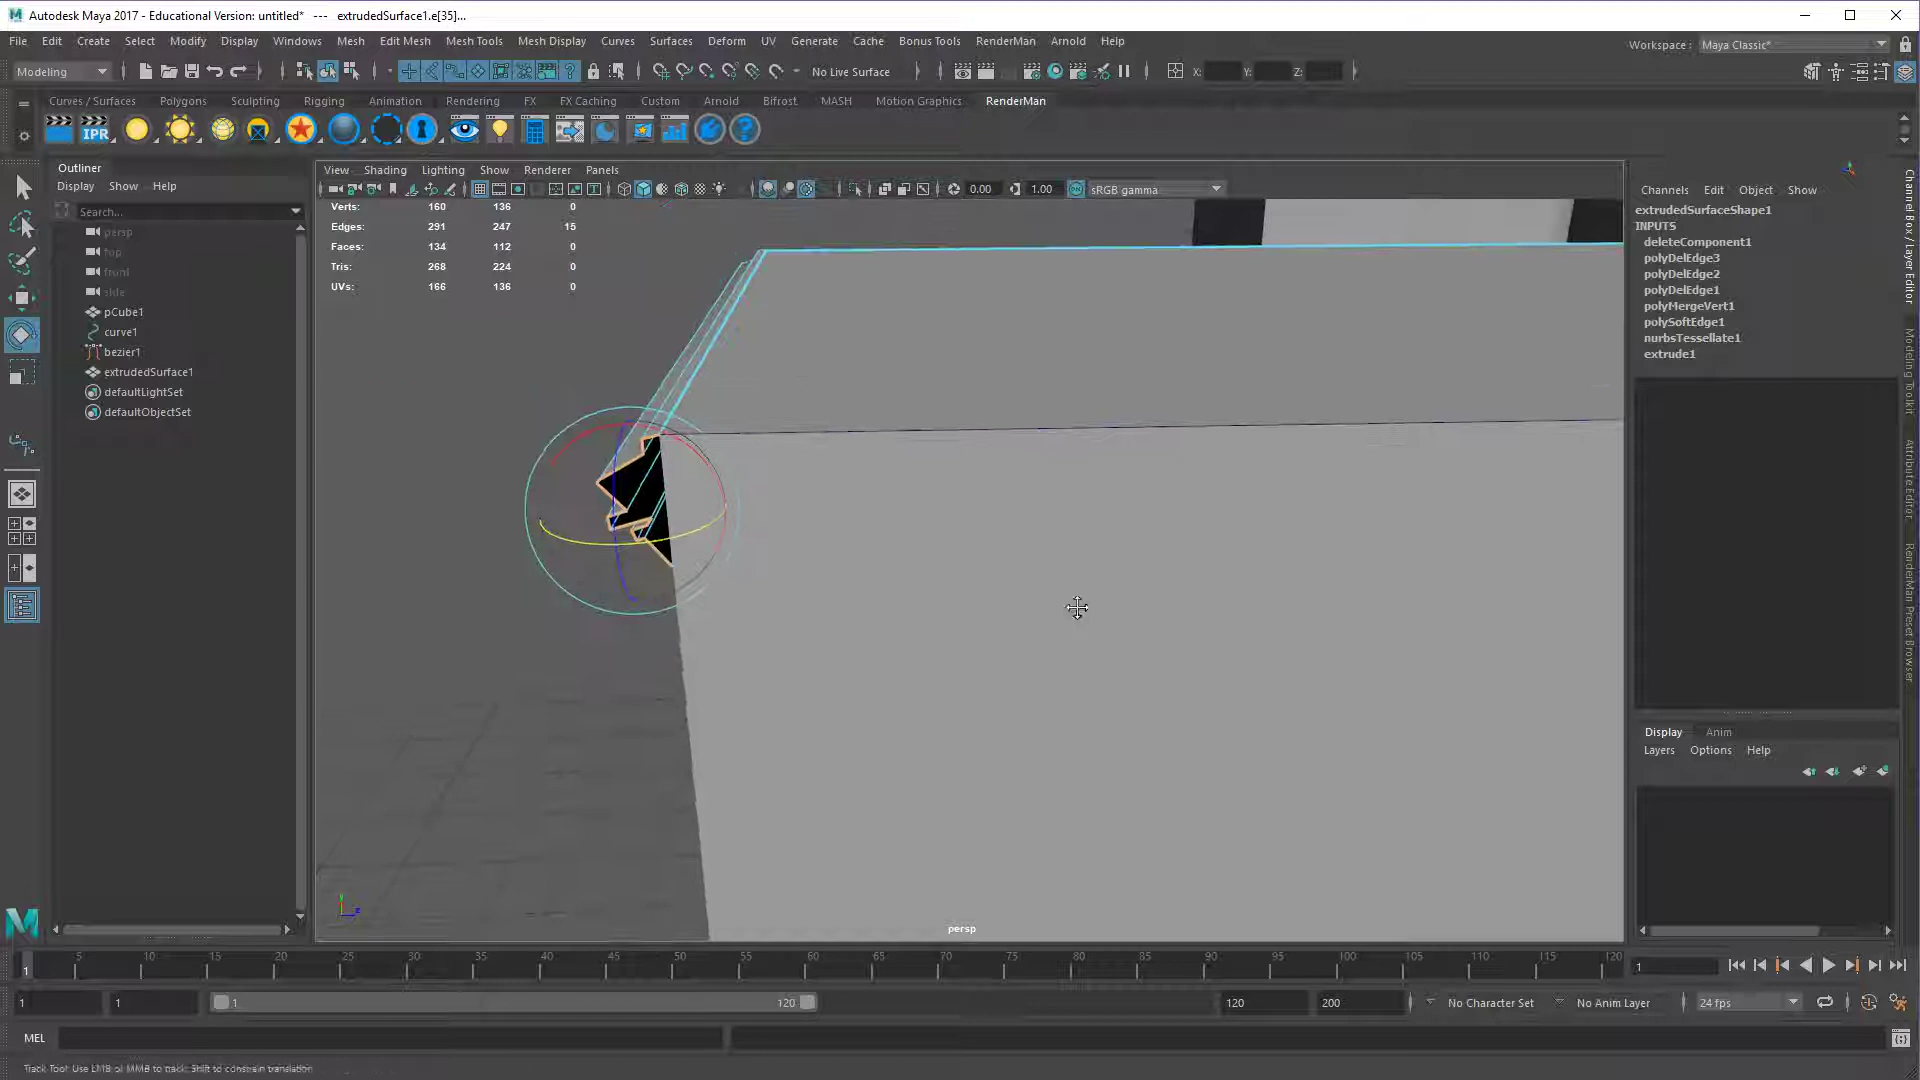 Autodesk Maya 2017 - Educational Version: untitled* --- extrudedSurface1.e[35]...
File Edit Create Select Modify Display Windows Mesh Edit Mesh Mesh Tools Mesh Display Curves Surfaces Deform UV Generate Cache Bonus Tools RenderMan Arnold Help
Workspace : Maya Classic*
Modeling
No Live Surface
X: Y: Z:
Curves / Surfaces Polygons Sculpting Rigging Animation Rendering FX FX Caching Custom Arnold Bifrost MASH Motion Graphics RenderMan
IPR
Outliner
Display Show Help
Search...
persp
top
front
side
pCube1
curve1
bezier1
extrudedSurface1
defaultLightSet
defaultObjectSet
View Shading Lighting Show Renderer Panels
0.00 1.00 sRGB gamma
Verts: 160 136 0
Edges: 291 247 15
Faces: 134 112 0
Tris: 268 224 0
UVs: 166 136 0
persp
Channels Edit Object Show
extrudedSurfaceShape1
INPUTS
deleteComponent1
polyDelEdge3
polyDelEdge2
polyDelEdge1
polyMergeVert1
polySoftEdge1
nurbsTessellate1
extrude1
Display Anim
Layers Options Help
Channel Box / Layer Editor
Modeling Toolkit
Attribute Editor
RenderMan Preset Browser
5 10 15 20 25 30 35 40 45 50 55 60 65 70 75 80 85 90 95 100 105 110 115 120
1
1
1 1 1 120 120 200 No Character Set No Anim Layer 24 fps
MEL
Track Tool: Use LMB or MMB to track. Shift to constrain translation